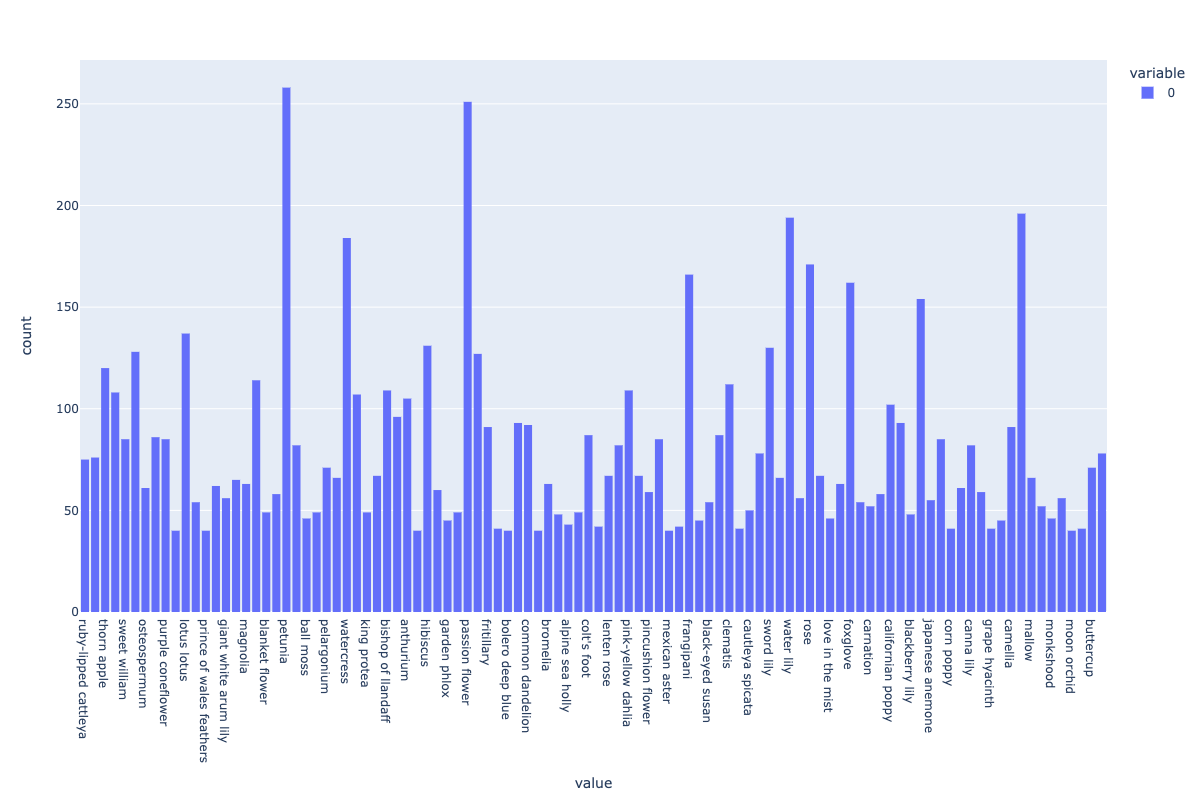 variable
0
250
200
150
100
50
0
count
ruby-lipped cattleya
thorn apple
sweet william
osteospermum
purple coneflower
lotus lotus
prince of wales feathers
giant white arum lily
magnolia
blanket flower
petunia
ball moss
pelargonium
watercress
king protea
bishop of llandaff
anthurium
hibiscus
garden phlox
passion flower
fritillary
bolero deep blue
common dandelion
bromelia
alpine sea holly
colt's foot
lenten rose
pink-yellow dahlia
pincushion flower
mexican aster
frangipani
black-eyed susan
clematis
cautleya spicata
sword lily
water lily
rose
love in the mist
foxglove
carnation
californian poppy
blackberry lily
japanese anemone
corn poppy
canna lily
grape hyacinth
camellia
mallow
monkshood
moon orchid
buttercup
value